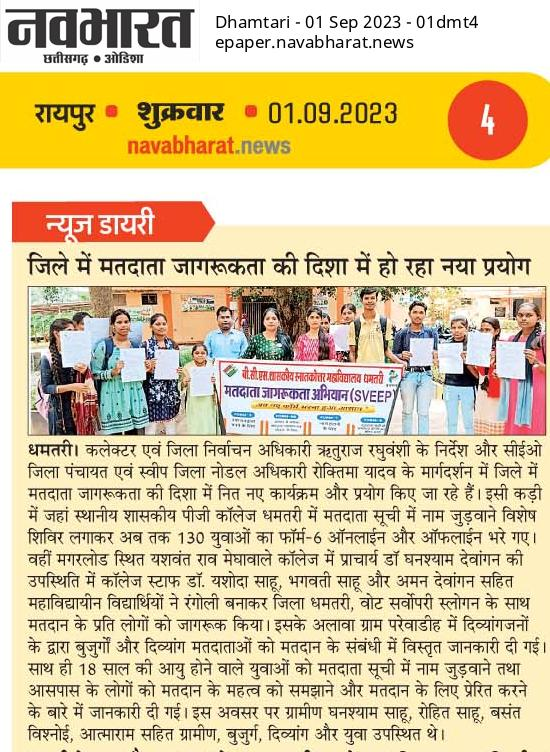 नवभारत
छत्तीसगढ़ • ओडिशा
Dhamtari - 01 Sep 2023 - 01dmt4
epaper.navabharat.news
रायपुर • शुक्रवार • 01.09.2023
4
navabharat.news
न्यूज डायरी
जिले में मतदाता जागरूकता की दिशा में हो रहा नया प्रयोग
बी.सी.एस.शासकीय स्नातकोत्तर महाविद्यालय धमतरी
मतदाता जागरूकता अभियान (SVEEP)
धमतरी। कलेक्टर एवं जिला निर्वाचन अधिकारी ऋतुराज रघुवंशी के निर्देश और सीईओ
जिला पंचायत एवं स्वीप जिला नोडल अधिकारी रोक्तिमा यादव के मार्गदर्शन में जिले में
मतदाता जागरूकता की दिशा में नित नए कार्यक्रम और प्रयोग किए जा रहे हैं। इसी कड़ी
में जहां स्थानीय शासकीय पीजी कॉलेज धमतरी में मतदाता सूची में नाम जुड़वाने विशेष
शिविर लगाकर अब तक 130 युवाओं का फॉर्म-6 ऑनलाईन और ऑफलाईन भरे गए।
वहीं मगरलोड स्थित यशवंत राव मेघावाले कॉलेज में प्राचार्य डॉ घनश्याम देवांगन की
उपस्थिति में कॉलेज स्टाफ डॉ. यशोदा साहू, भगवती साहू और अमन देवांगन सहित
महाविद्यायीन विद्यार्थियों ने रंगोली बनाकर जिला धमतरी, वोट सर्वोपरी स्लोगन के साथ
मतदान के प्रति लोगों को जागरूक किया। इसके अलावा ग्राम परेवाडीह में दिव्यांगजनों
के द्वारा बुजुर्गों और दिव्यांग मतदाताओं को मतदान के संबंधी में विस्तृत जानकारी दी गई।
साथ ही 18 साल की आयु होने वाले युवाओं को मतदाता सूची में नाम जुड़वाने तथा
आसपास के लोगों को मतदान के महत्व को समझाने और मतदान के लिए प्रेरित करने
के बारे में जानकारी दी गई। इस अवसर पर ग्रामीण घनश्याम साहू, रोहित साहू, बसंत
विश्नोई, आत्माराम सहित ग्रामीण, बुजुर्ग, दिव्यांग और युवा उपस्थित थे।